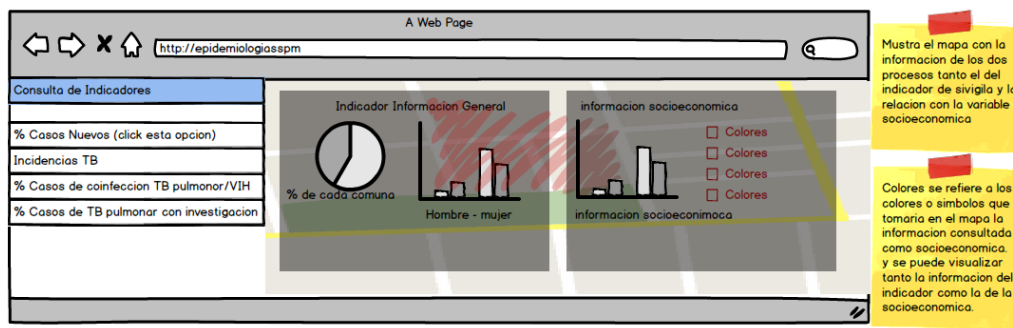 A Web Page
http://epidemiologiasspm
Consulta de Indicadores
% Casos Nuevos (click esta opcion)
Incidencias TB
% Casos de coinfeccion TB pulmonor/VIH
% Casos de TB pulmonar con investigacion
Indicador Informacion General
% de cada comuna
Hombre - mujer
informacion socioeconomica
Colores
Colores
Colores
Colores
informacion socioeconimoca
Mustra el mapa con la
informacion de los dos
procesos tanto el del
indicador de sivigila y la
relacion con la variable
socioeconomica
Colores se refiere a los
colores o simbolos que
tomaria en el mapa la
informacion consultada
como socioeconomica.
y se puede visualizar
tanto la informacion del
indicador como la de la
socioeconomica.